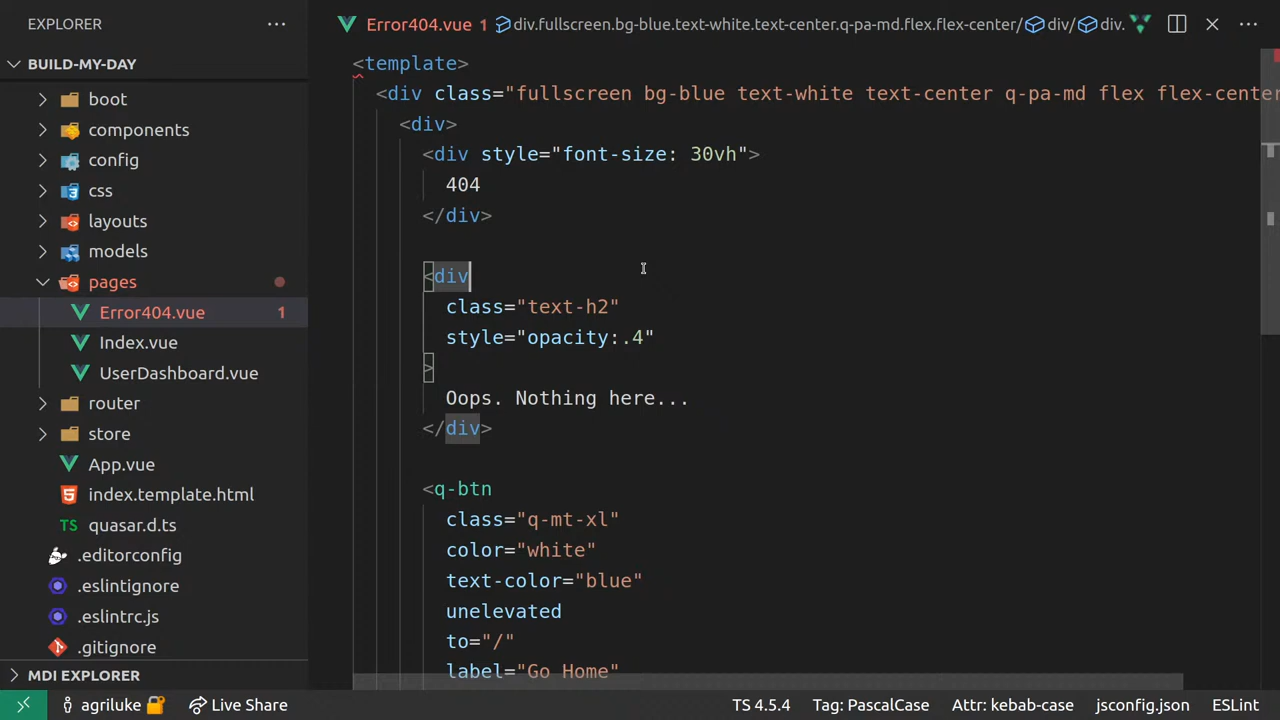 EXPLORER
BUILD-MY-DAY
boot
components
config
css
layouts
models
pages
Error404.vue 1
Index.vue
UserDashboard.vue
router
store
App.vue
index.template.html
TS quasar.d.ts
.editorconfig
.eslintignore
.eslintrc.js
.gitignore
MDI EXPLORER
Error404.vue 1 div.fullscreen.bg-blue.text-white.text-center.q-pa-md.flex.flex-center/ div/ div.
<template>
<div class="fullscreen bg-blue text-white text-center q-pa-md flex flex-center
<div>
<div style="font-size: 30vh">
404
</div>
<div
class="text-h2"
style="opacity:.4"
>
Oops. Nothing here...
</div>
<q-btn
class="q-mt-xl"
color="white"
text-color="blue"
unelevated
to="/"
label="Go Home"
agriluke Live Share TS 4.5.4 Tag: PascalCase Attr: kebab-case jsconfig.json ESLint